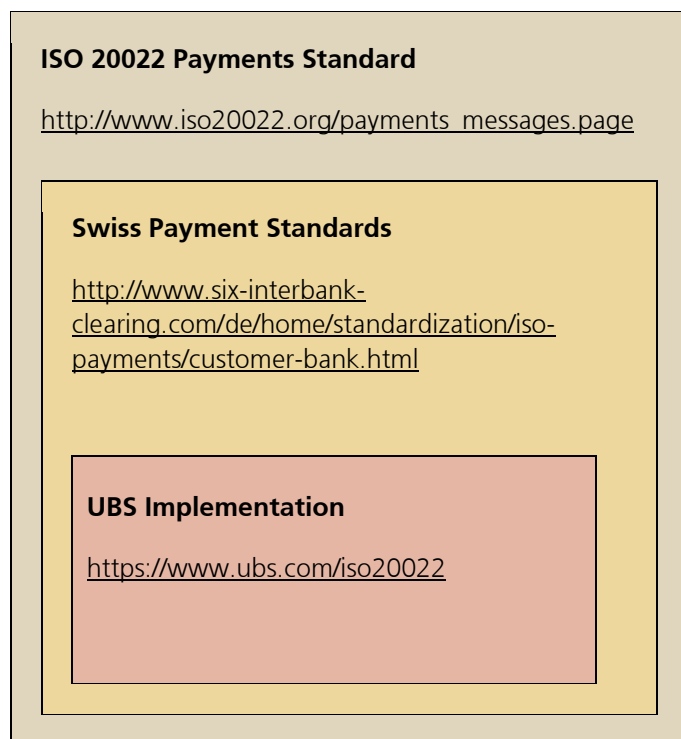 ISO 20022 Payments Standard
http://www.iso20022.org/payments_messages.page
Swiss Payment Standards
http://www.six-interbank-
clearing.com/de/home/standardization/iso-
payments/customer-bank.html
UBS Implementation
https://www.ubs.com/iso20022